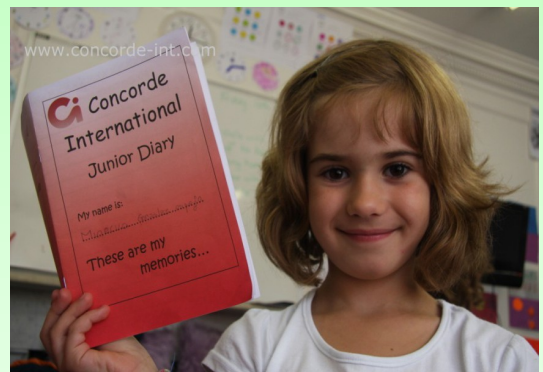 www.concorde-int.com
Ci Concorde
International
Junior Diary
My name is:
These are my
memories...